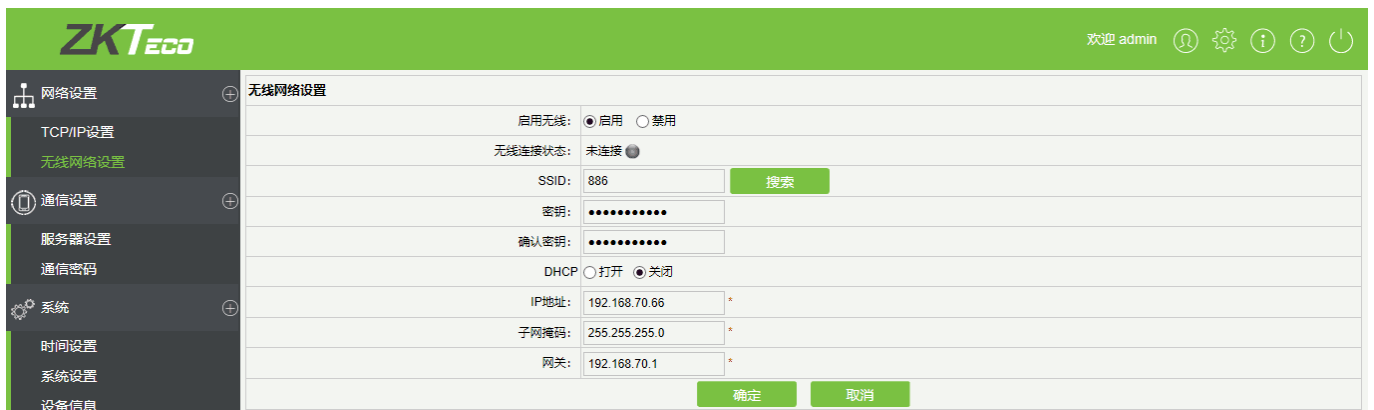 ZKTECO
欢迎 admin
网络设置
TCP/IP设置
无线网络设置
通信设置
服务器设置
通信密码
系统
时间设置
系统设置
设备信息
无线网络设置
启用无线: 启用 禁用
无线连接状态: 未连接
SSID: 886 搜索
密钥: •••••••••••
确认密钥: •••••••••••
DHCP 打开 关闭
IP地址: 192.168.70.66 *
子网掩码: 255.255.255.0 *
网关: 192.168.70.1 *
确定 取消